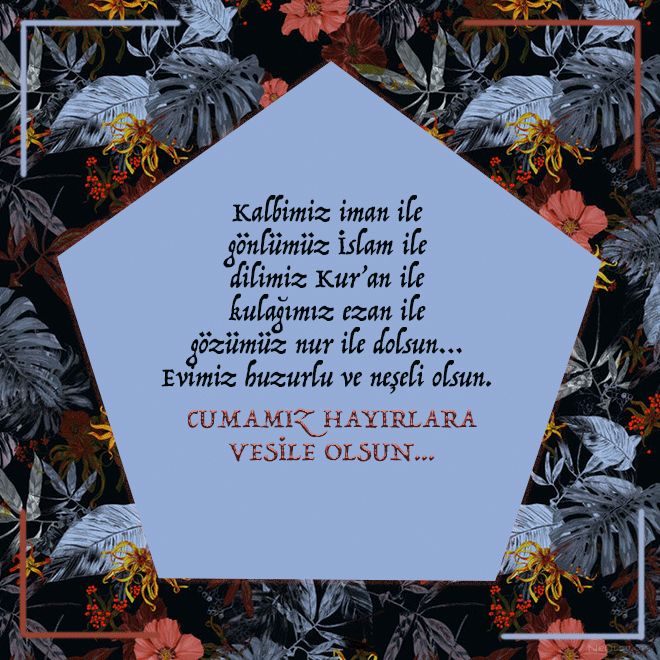 Kalbimiz iman ile
gönlümüz İslam ile
dilimiz Kur'an ile
kulağımız ezan ile
gözümüz nur ile dolsun...
Evimiz huzurlu ve neşeli olsun.
CUMAMIZ HAYIRLARA
VESİLE OLSUN...